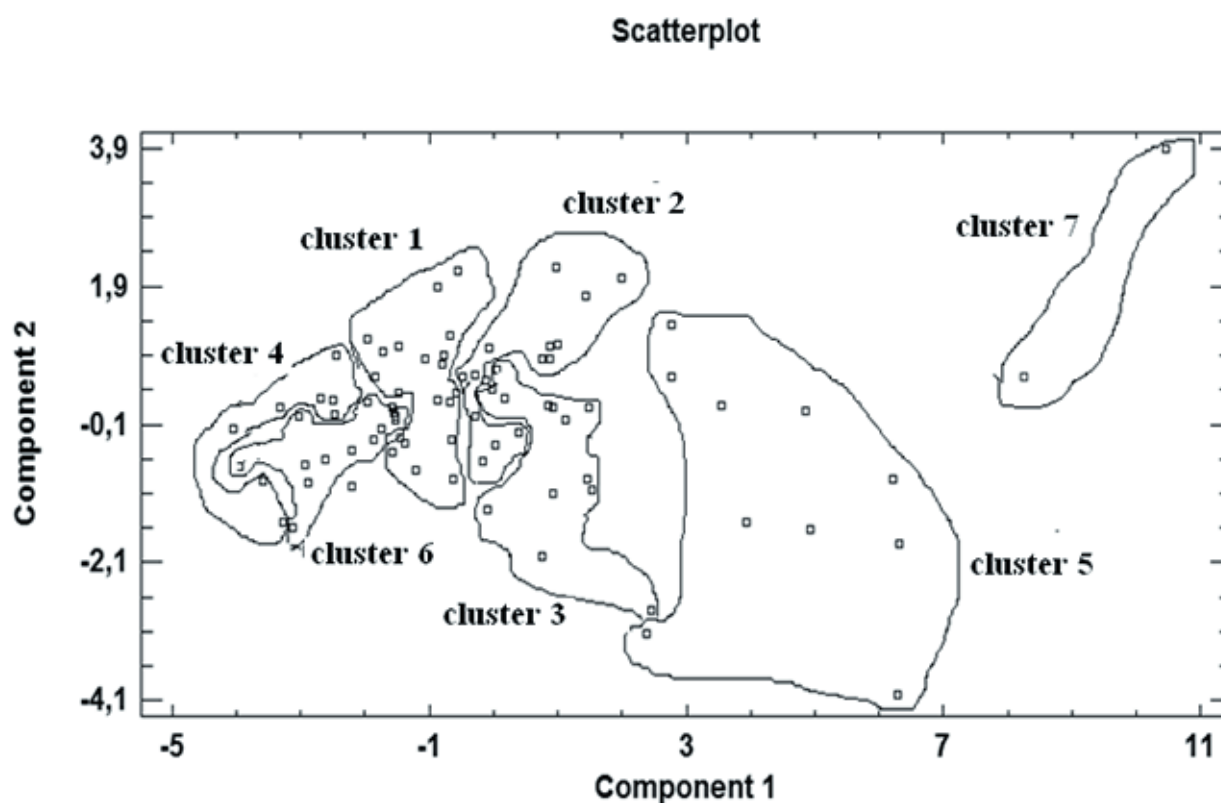 Scatterplot
3,9
cluster 2
cluster 7
cluster 1
1,9
Component 2
cluster 4
-0,1
cluster 6
-2,1
cluster 5
cluster 3
-4,1
-5
-1
3
7
11
Component 1